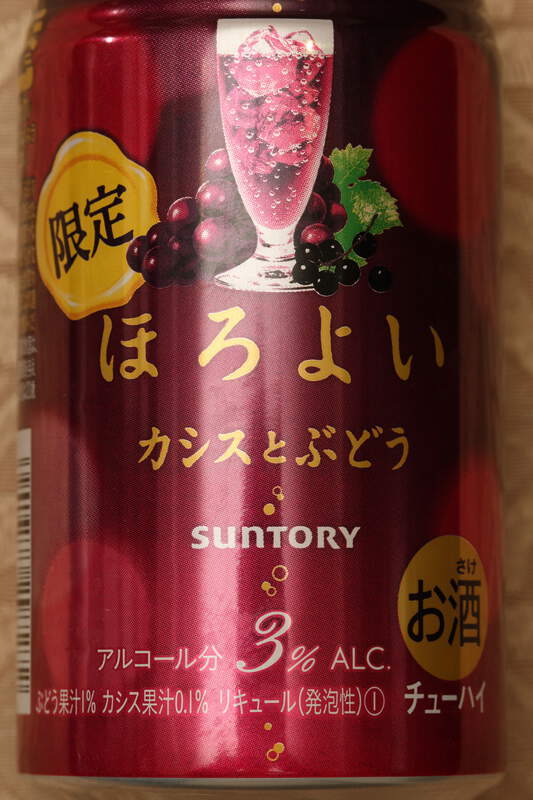 限定
ほろよい
カシスとぶどう
SUNTORY
さけ
お酒
アルコール分 3% ALC.
ぶどう果汁1% カシス果汁0.1% リキュール(発泡性)① チューハイ